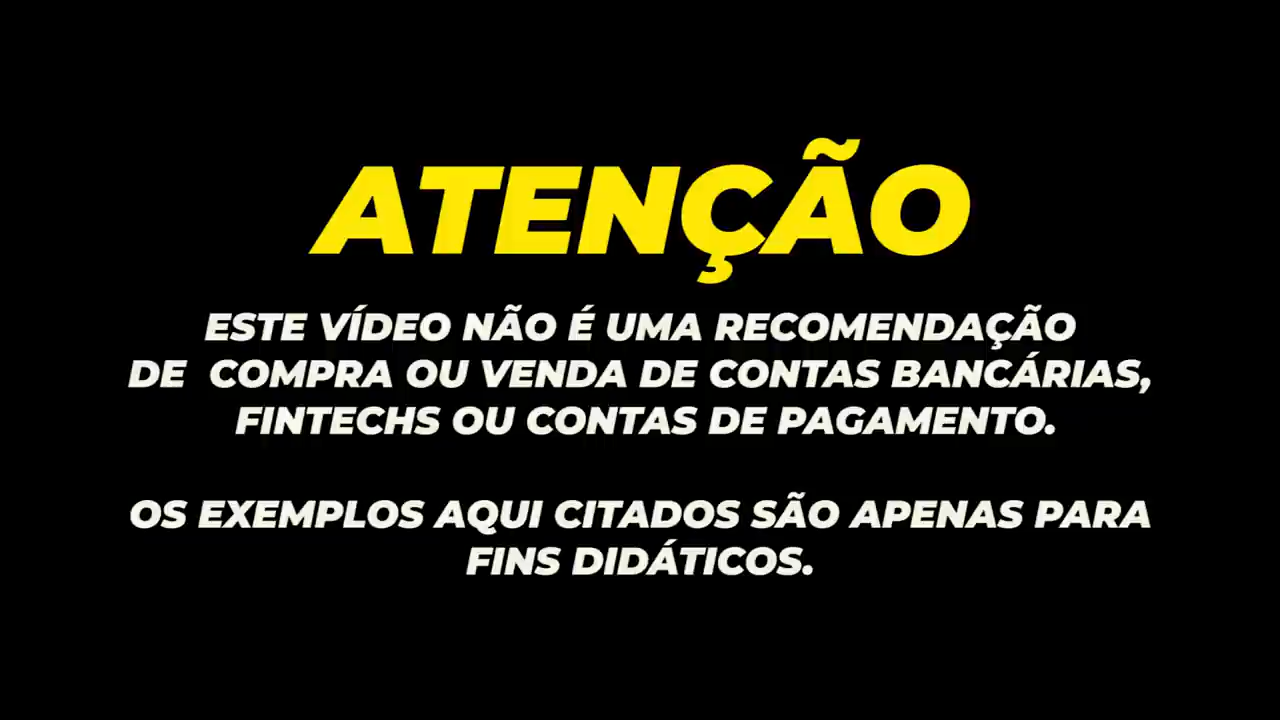 ATENÇÃO
ESTE VÍDEO NÃO É UMA RECOMENDAÇÃO
DE COMPRA OU VENDA DE CONTAS BANCÁRIAS,
FINTECHS OU CONTAS DE PAGAMENTO.
OS EXEMPLOS AQUI CITADOS SÃO APENAS PARA
FINS DIDÁTICOS.